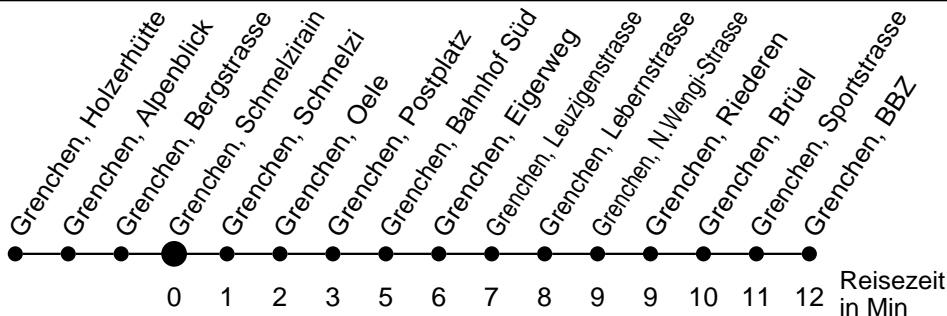 Grenchen, Holzerhütte
Grenchen, Alpenblick
Grenchen, Bergstrasse
Grenchen, Schmelzirain
Grenchen, Schmelzi
Grenchen, Oele
Grenchen, Postplatz
Grenchen, Bahnhof Süd
Grenchen, Eigerweg
Grenchen, Leuzigenstrasse
Grenchen, Lebernstrasse
Grenchen, N.Wengi-Strasse
Grenchen, Riederen
Grenchen, Brüel
Grenchen, Sportstrasse
Grenchen, BBZ
0 1 2 3 5 6 7 8 9 9 10 11 12
Reisezeit
in Min